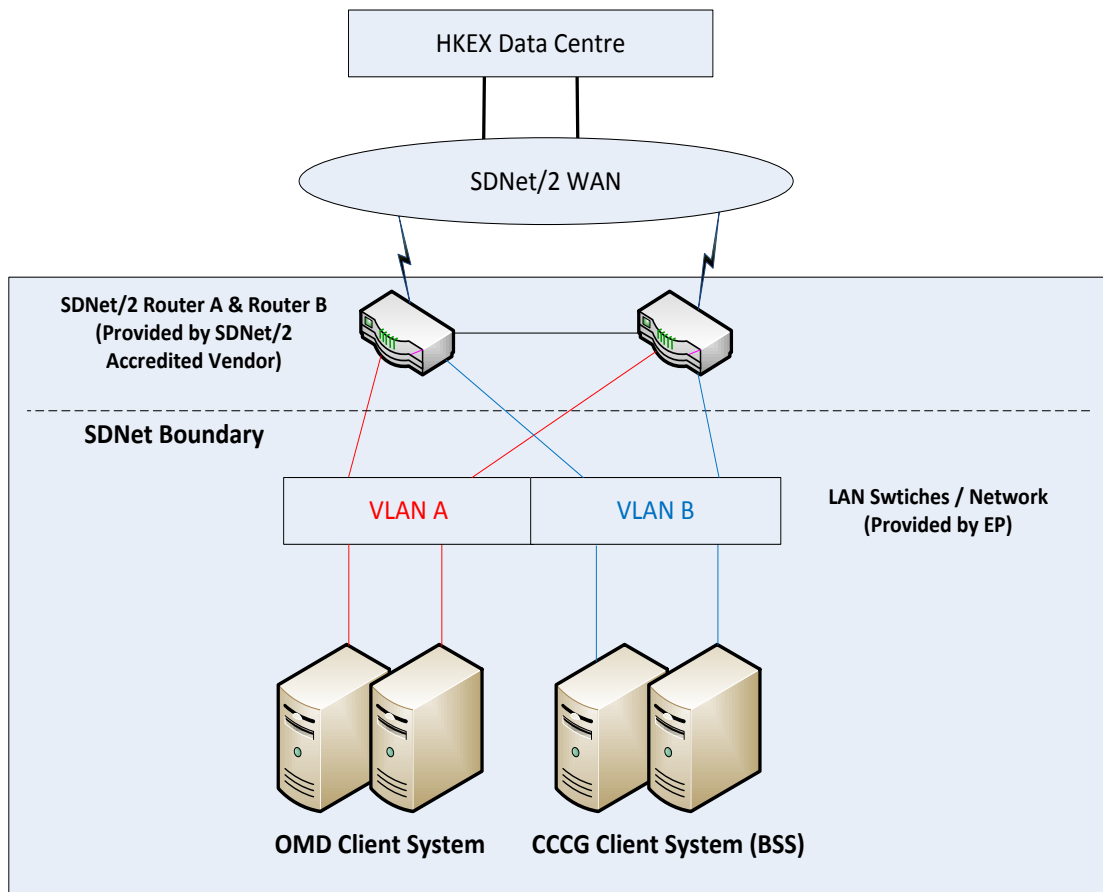 HKEX Data Centre
SDNet/2 WAN
SDNet/2 Router A & Router B
(Provided by SDNet/2
Accredited Vendor)
SDNet Boundary
VLAN A
VLAN B
LAN Swtiches / Network
(Provided by EP)
OMD Client System
CCCG Client System (BSS)